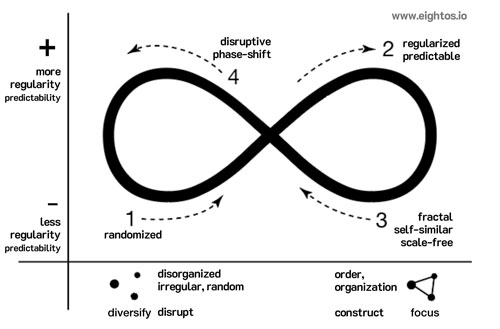 www.eightos.io
+
more
regularity
predictability
disruptive
phase-shift
4
2
regularized
predictable
–
less
regularity
predictability
1
randomized
3
fractal
self-similar
scale-free
disorganized
irregular, random
diversify disrupt
order,
organization
construct focus